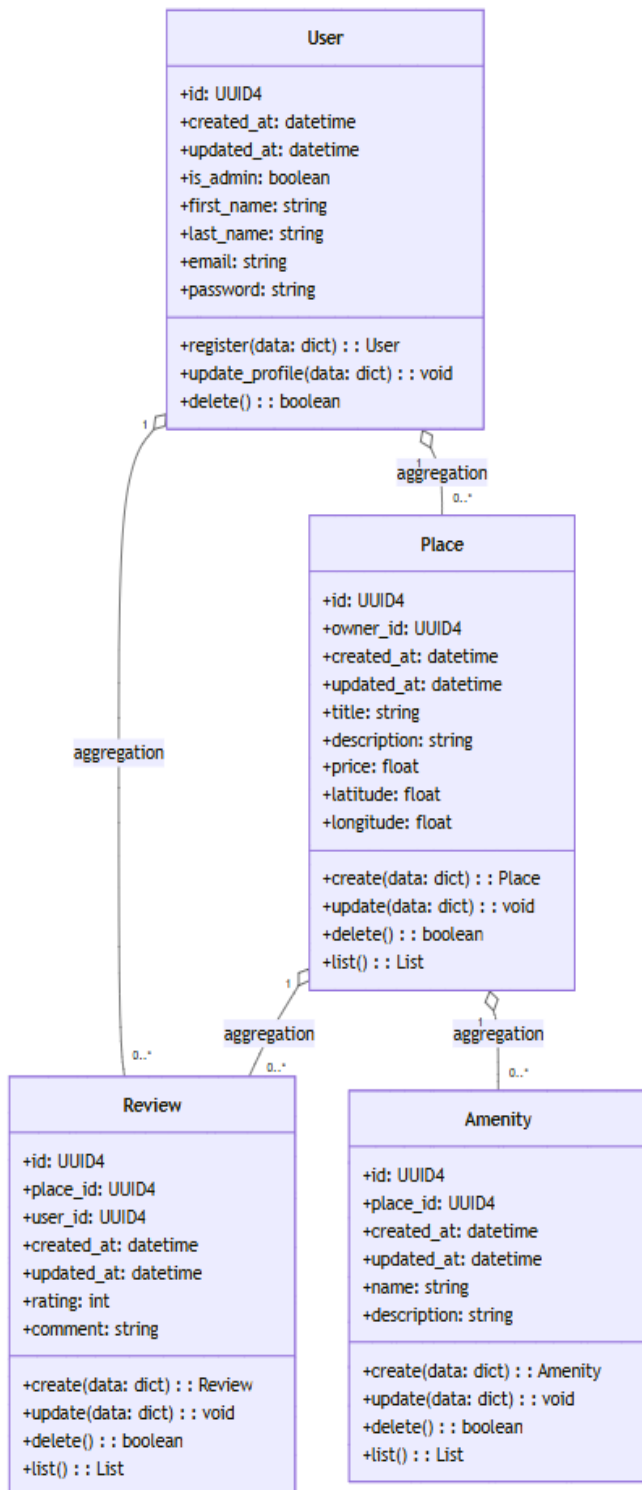 User
+id: UUID4
+created_at: datetime
+updated_at: datetime
+is_admin: boolean
+first_name: string
+last_name: string
+email: string
+password: string
+register(data: dict) : : User
+update_profile(data: dict) : : void
+delete() : : boolean
1
1
aggregation
0..*
Place
+id: UUID4
+owner_id: UUID4
+created_at: datetime
+updated_at: datetime
+title: string
+description: string
+price: float
+latitude: float
+longitude: float
+create(data: dict) : : Place
+update(data: dict) : : void
+delete() : : boolean
+list() : : List
aggregation
1
1
aggregation
aggregation
0..*
0..*
0..*
Review
+id: UUID4
+place_id: UUID4
+user_id: UUID4
+created_at: datetime
+updated_at: datetime
+rating: int
+comment: string
+create(data: dict) : : Review
+update(data: dict) : : void
+delete() : : boolean
+list() : : List
Amenity
+id: UUID4
+place_id: UUID4
+created_at: datetime
+updated_at: datetime
+name: string
+description: string
+create(data: dict) : : Amenity
+update(data: dict) : : void
+delete() : : boolean
+list() : : List